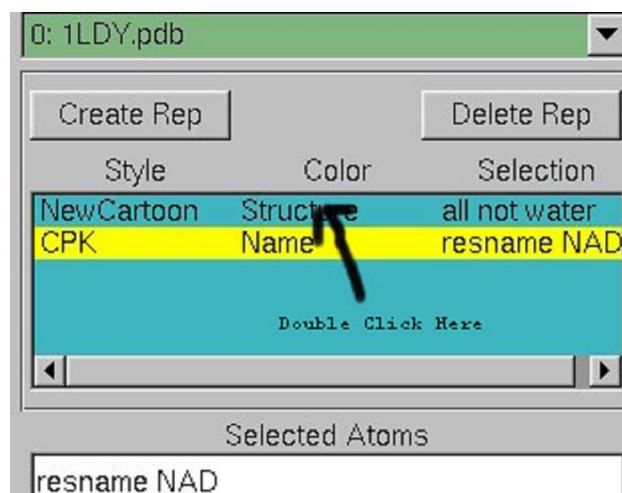 0: 1LDY.pdb
Create Rep Delete Rep
Style Color Selection
NewCartoon Structure all not water
CPK Name resname NAD
Double Click Here
Selected Atoms
resname NAD